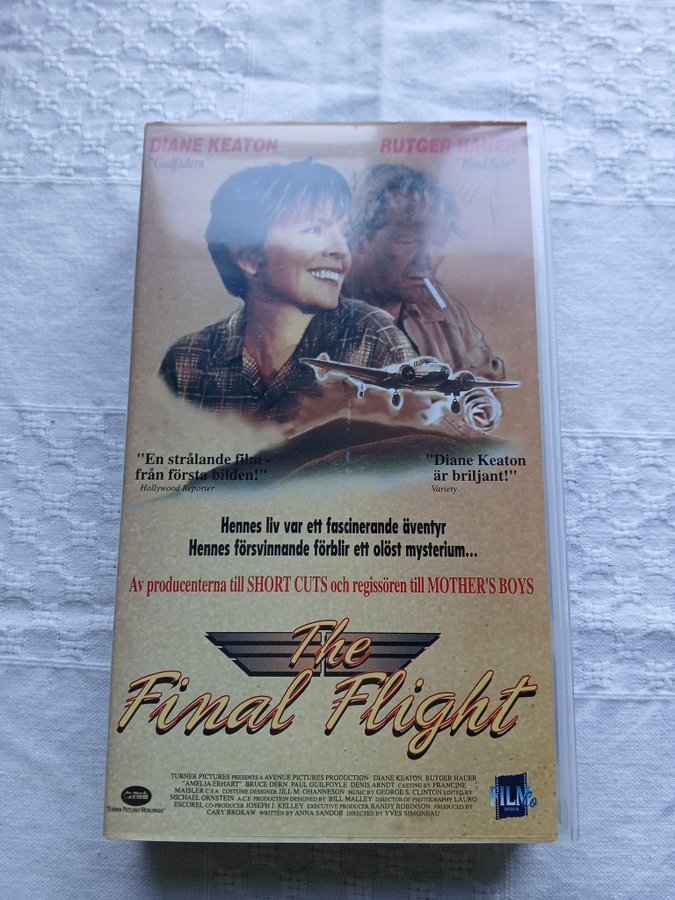 DIANE KEATON RUTGER HAUER
"Gudfadern" "Blind Side"
"En strålande film - "Diane Keaton
från första bilden!" är briljant!"
Hollywood Reporter Variety
Hennes liv var ett fascinerande äventyr
Hennes försvinnande förblir ett olöst mysterium...
Av producenterna till SHORT CUTS och regissören till MOTHER'S BOYS
The
Final Flight
TURNER PICTURES PRESENTS A AVENUE PICTURES PRODUCTION DIANE KEATON RUTGER HAUER
"AMELIA ERHART" BRUCE DERN PAUL GUILFOYLE DENIS ARNDT CASTING BY FRANCINE
MAISLER C.S.A. COSTUME DESIGNER JILL M. OHANNESON MUSIC BY GEORGE S. CLINTON EDITED BY
MICHAEL ORNSTEIN A.C.E. PRODUCTION DESIGNED BY BILL MALLEY DIRECTOR OF PHOTOGRAPHY LAURO
ESCOREL CO-PRODUCER JOSEPH J. KELLEY EXECUTIVE PRODUCER RANDY ROBINSON PRODUCED BY
CARY BROKAW WRITTEN BY ANNA SANDOR DIRECTED BY YVES SIMONEAU
TURNER PICTURES WORLDWIDE
FILM